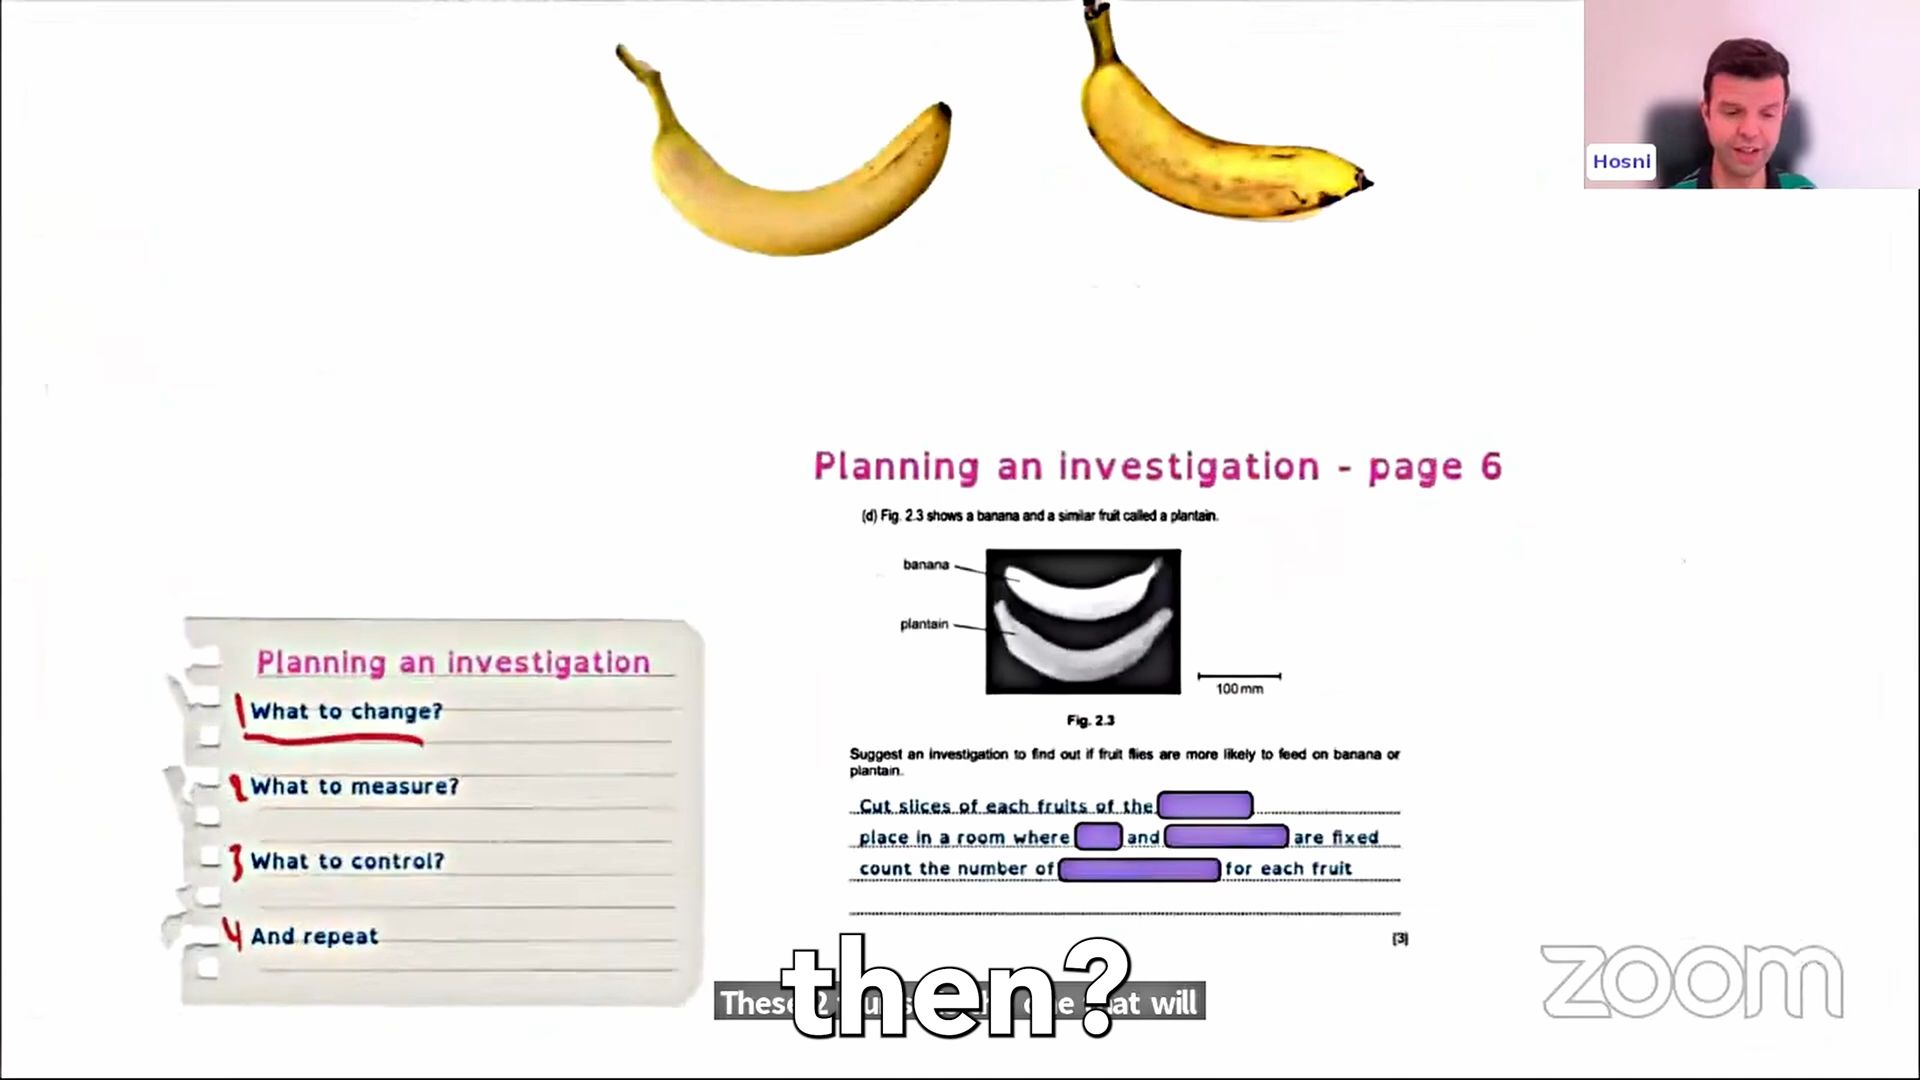 Hosni
Planning an investigation - page 6
(d) Fig. 2.3 shows a banana and a similar fruit called a plantain.
banana
plantain
100 mm
Fig. 2.3
Suggest an investigation to find out if fruit flies are more likely to feed on banana or
plantain.
Cut slices of each fruits of the
place in a room where and are fixed
count the number of for each fruit
[3]
Planning an investigation
1 What to change?
2 What to measure?
3 What to control?
4 And repeat
then?
These 2 will
zoom